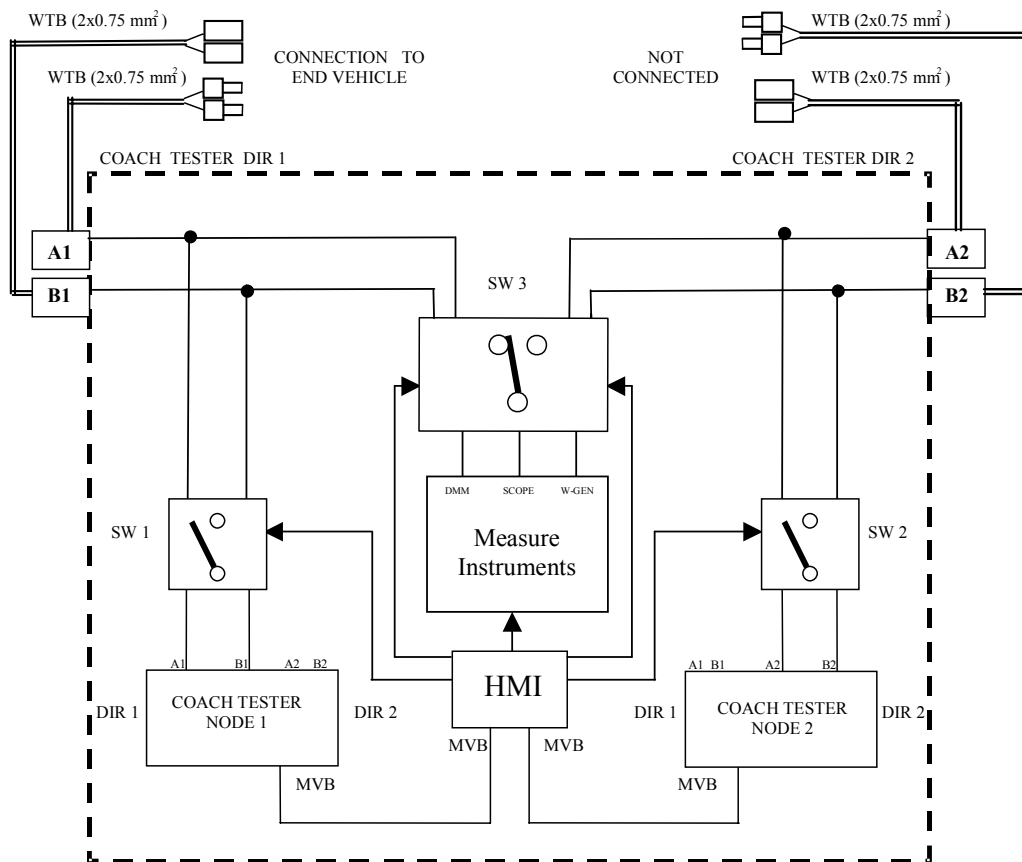 WTB (2x0.75 mm²)
WTB (2x0.75 mm²)
CONNECTION TO
END VEHICLE
NOT
CONNECTED
WTB (2x0.75 mm²)
WTB (2x0.75 mm²)
COACH TESTER DIR 1
COACH TESTER DIR 2
A1
B1
A2
B2
SW 3
DMM
SCOPE
W-GEN
Measure
Instruments
SW 1
SW 2
A1
B1
A2
B2
A1
B1
A2
B2
DIR 1
COACH TESTER
NODE 1
DIR 2
HMI
DIR 1
COACH TESTER
NODE 2
DIR 2
MVB
MVB
MVB
MVB